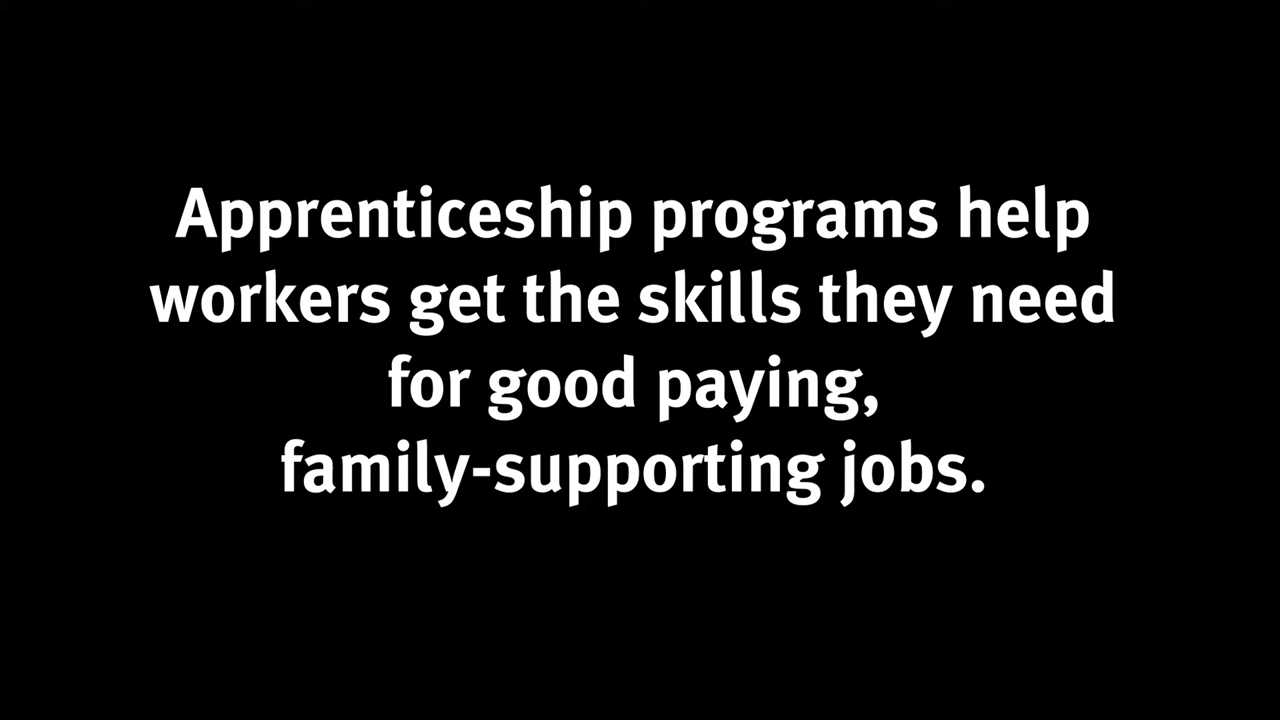 Apprenticeship programs help
workers get the skills they need
for good paying,
family-supporting jobs.